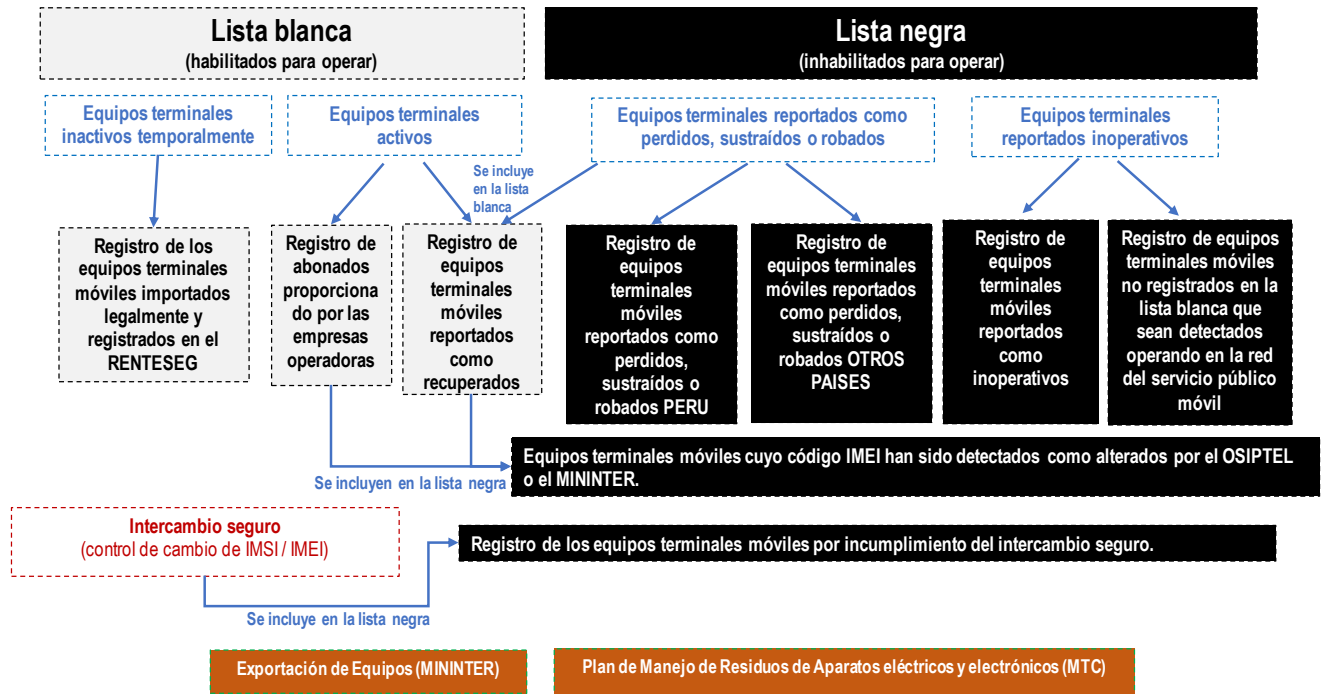 Lista blanca
(habilitados para operar)
Lista negra
(inhabilitados para operar)
Equipos terminales
inactivos temporalmente
Equipos terminales
activos
Equipos terminales reportados como
perdidos, sustraídos o robados
Equipos terminales
reportados inoperativos
Se incluye
en la lista
blanca
Registro de los
equipos terminales
móviles importados
legalmente y
registrados en el
RENTESEG
Registro de
abonados
proporciona
do por las
empresas
operadoras
Registro de
equipos
terminales
móviles
reportados
como
recuperados
Registro de
equipos
terminales
móviles
reportados como
perdidos,
sustraídos o
robados PERU
Registro de
equipos terminales
móviles reportados
como perdidos,
sustraídos o
robados OTROS
PAISES
Registro de
equipos
terminales
móviles
reportados
como
inoperativos
Registro de equipos
terminales móviles
no registrados en la
lista blanca que
sean detectados
operando en la red
del servicio público
móvil
Se incluyen en la lista negra
Equipos terminales móviles cuyo código IMEI han sido detectados como alterados por el OSIPTEL
o el MININTER.
Intercambio seguro
(control de cambio de IMSI / IMEI)
Registro de los equipos terminales móviles por incumplimiento del intercambio seguro.
Se incluye en la lista negra
Exportación de Equipos (MININTER)
Plan de Manejo de Residuos de Aparatos eléctricos y electrónicos (MTC)